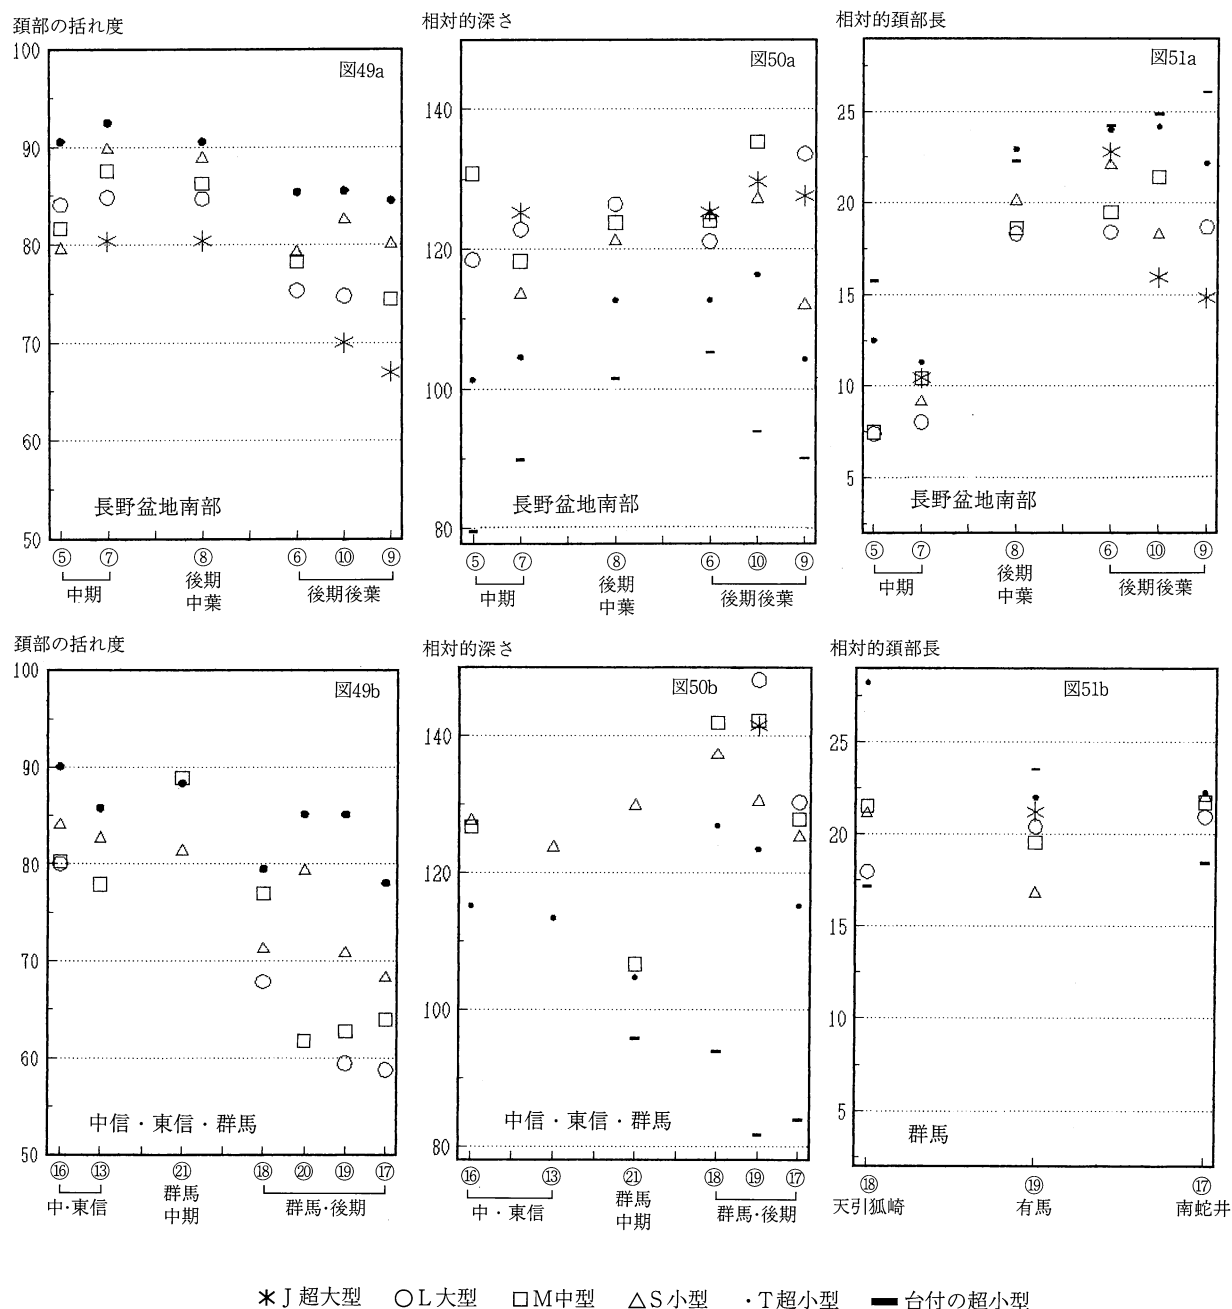 頚部の括れ度
図49a
100
90
80
70
60
50
長野盆地南部
⑤ ⑦ ⑧ ⑥ ⑩ ⑨
中期 後期中葉 後期後葉
相対的深さ
図50a
140
120
100
80
長野盆地南部
⑤ ⑦ ⑧ ⑥ ⑩ ⑨
中期 後期中葉 後期後葉
相対的頚部長
図51a
25
20
15
10
5
長野盆地南部
⑤ ⑦ ⑧ ⑥ ⑩ ⑨
中期 後期中葉 後期後葉
頚部の括れ度
図49b
100
90
80
70
60
50
中信・東信・群馬
⑯ ⑬ ㉑ ⑱ ⑳ ⑲ ⑰
中・東信 群馬中期 群馬・後期
相対的深さ
図50b
140
120
100
80
中信・東信・群馬
⑯ ⑬ ㉑ ⑱ ⑲ ⑰
中・東信 群馬中期 群馬・後期
相対的頚部長
図51b
25
20
15
10
5
群馬
⑱ ⑲ ⑰
天引狐崎 有馬 南蛇井
J超大型 L大型 M中型 S小型 T超小型 台付の超小型